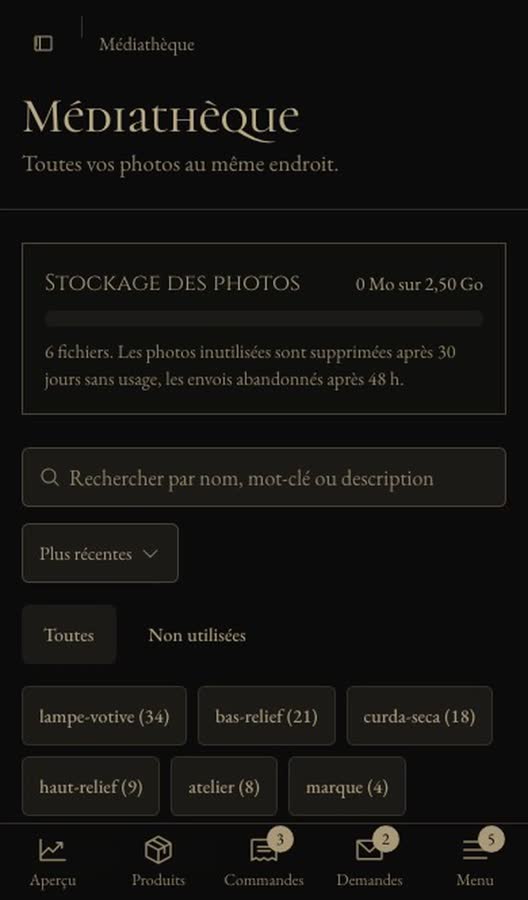 Médiathèque
Médiathèque
Toutes vos photos au même endroit.
Stockage des photos
0 Mo sur 2,50 Go
6 fichiers. Les photos inutilisées sont supprimées après 30
jours sans usage, les envois abandonnés après 48 h.
Rechercher par nom, mot-clé ou description
Plus récentes
Toutes
Non utilisées
lampe-votive (34)
bas-relief (21)
curda-seca (18)
haut-relief (9)
atelier (8)
marque (4)
3
2
5
Aperçu
Produits
Commandes
Demandes
Menu